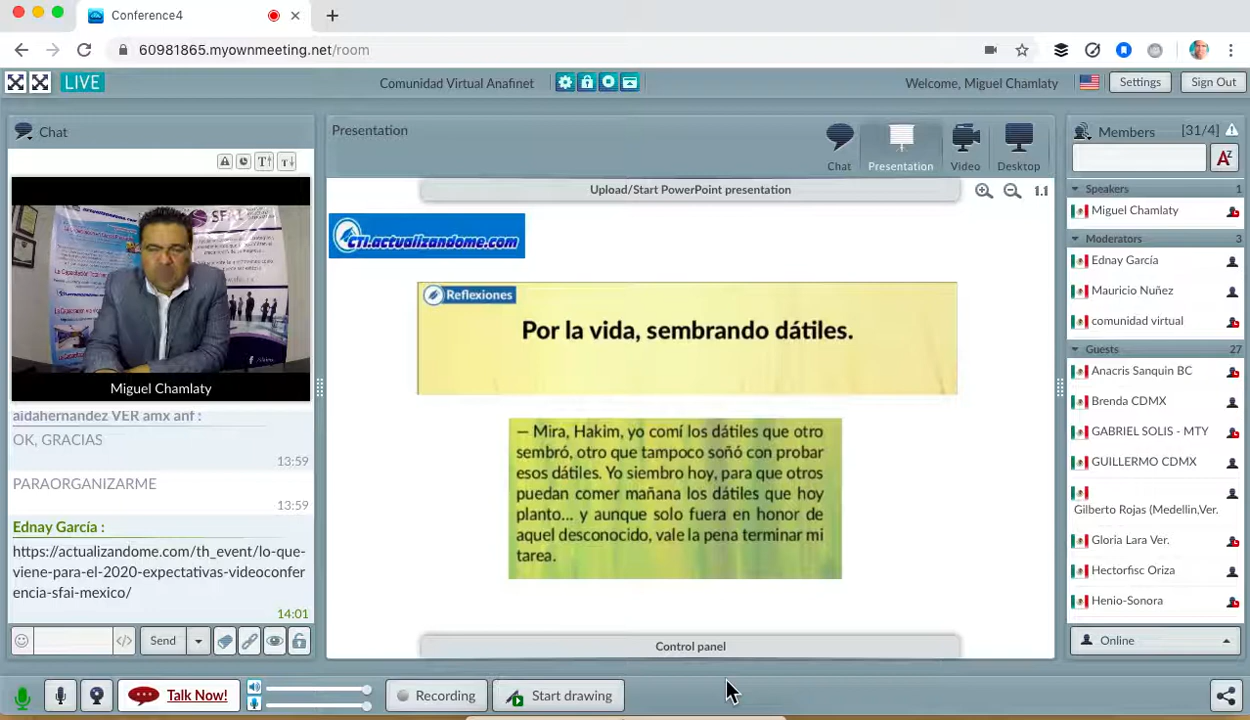 Conference4
60981865.myownmeeting.net/room
LIVE
Comunidad Virtual Anafinet
Welcome, Miguel Chamlaty
Settings
Sign Out
Chat
SFAI
Miguel Chamlaty
aidahernandez VER amx anf :
OK, GRACIAS
13:59
PARAORGANIZARME
13:59
Ednay García :
https://actualizandome.com/th_event/lo-que-
viene-para-el-2020-expectativas-videoconfer
encia-sfai-mexico/
14:01
Send
Presentation
Chat
Presentation
Video
Desktop
Upload/Start PowerPoint presentation
1.1
CTI.actualizandome.com
Reflexiones
Por la vida, sembrando dátiles.
— Mira, Hakim, yo comí los dátiles que otro
sembró, otro que tampoco soñó con probar
esos dátiles. Yo siembro hoy, para que otros
puedan comer mañana los dátiles que hoy
planto... y aunque solo fuera en honor de
aquel desconocido, vale la pena terminar mi
tarea.
Control panel
Members
[31/4]
Speakers
1
Miguel Chamlaty
Moderators
3
Ednay García
Mauricio Nuñez
comunidad virtual
Guests
27
Anacris Sanquin BC
Brenda CDMX
GABRIEL SOLIS - MTY
GUILLERMO CDMX
Gilberto Rojas (Medellin,Ver.
Gloria Lara Ver.
Hectorfisc Oriza
Henio-Sonora
Online
Talk Now!
Recording
Start drawing